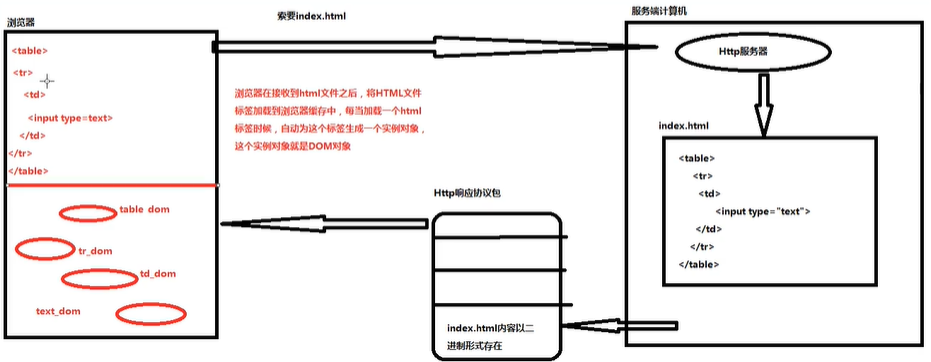 浏览器
<table>
<tr>
<td>
<input type=text>
</td>
</tr>
</table>
table_dom
tr_dom
td_dom
text_dom
索要index.html
浏览器在接收到html文件之后，将HTML文件
标签加载到浏览器缓存中，每当加载一个html
标签时候，自动为这个标签生成一个实例对象，
这个实例对象就是DOM对象
Http响应协议包
index.html内容以二
进制形式存在
服务端计算机
Http服务器
index.html
<table>
<tr>
<td>
<input type="text">
</td>
</tr>
</table>